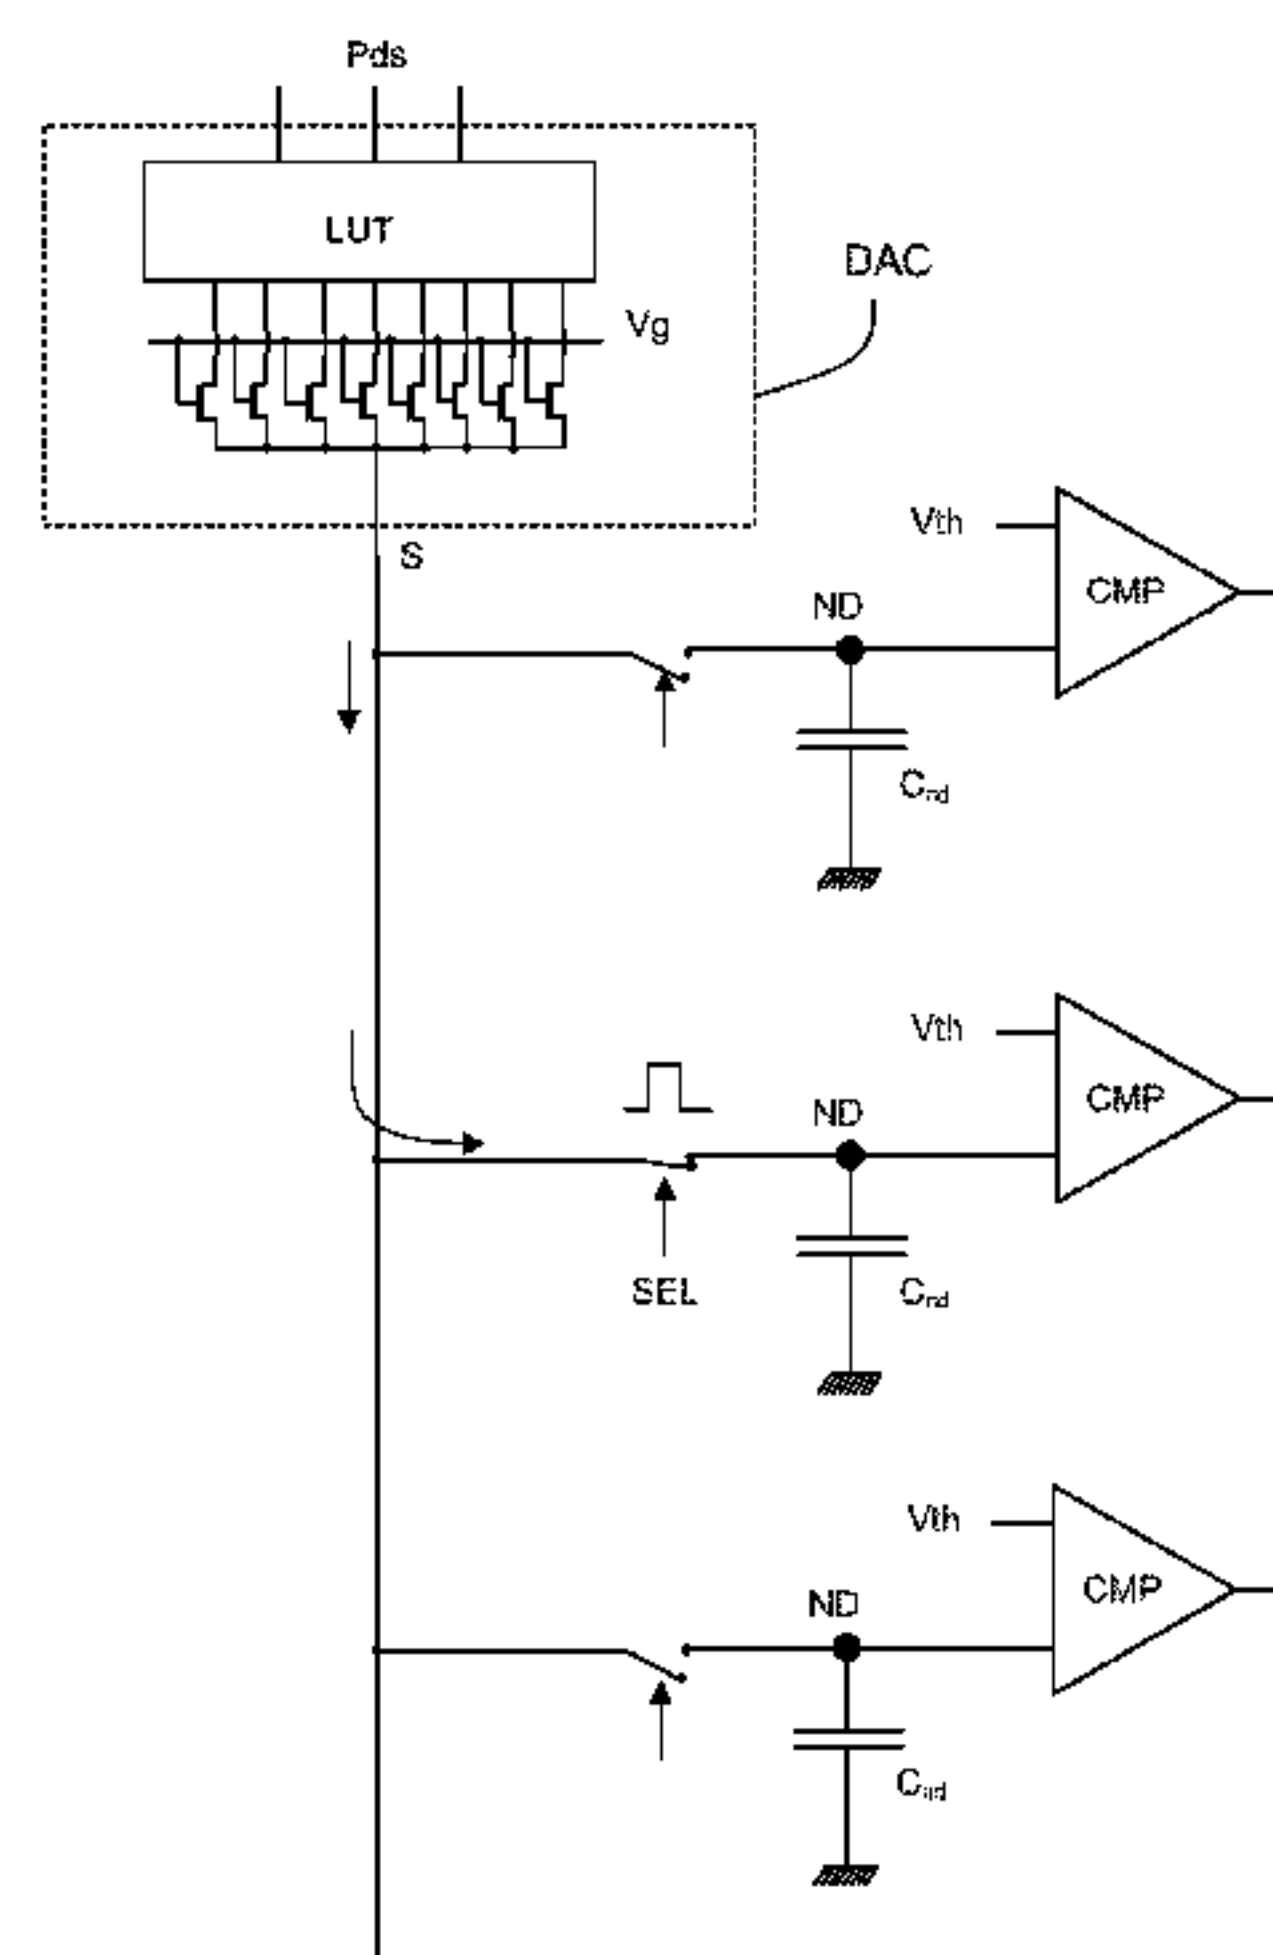 Pds
LUT
DAC
Vg
S
Vth
CMP
ND
Cnd
Vth
CMP
ND
SEL
Cnd
Vth
CMP
ND
Cnd